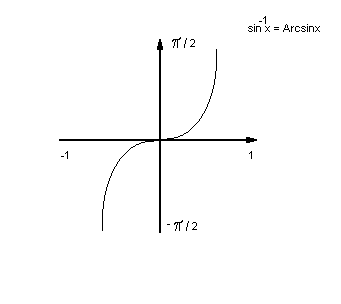 sin⁻¹x = Arcsinx
π / 2
-1
1
- π / 2